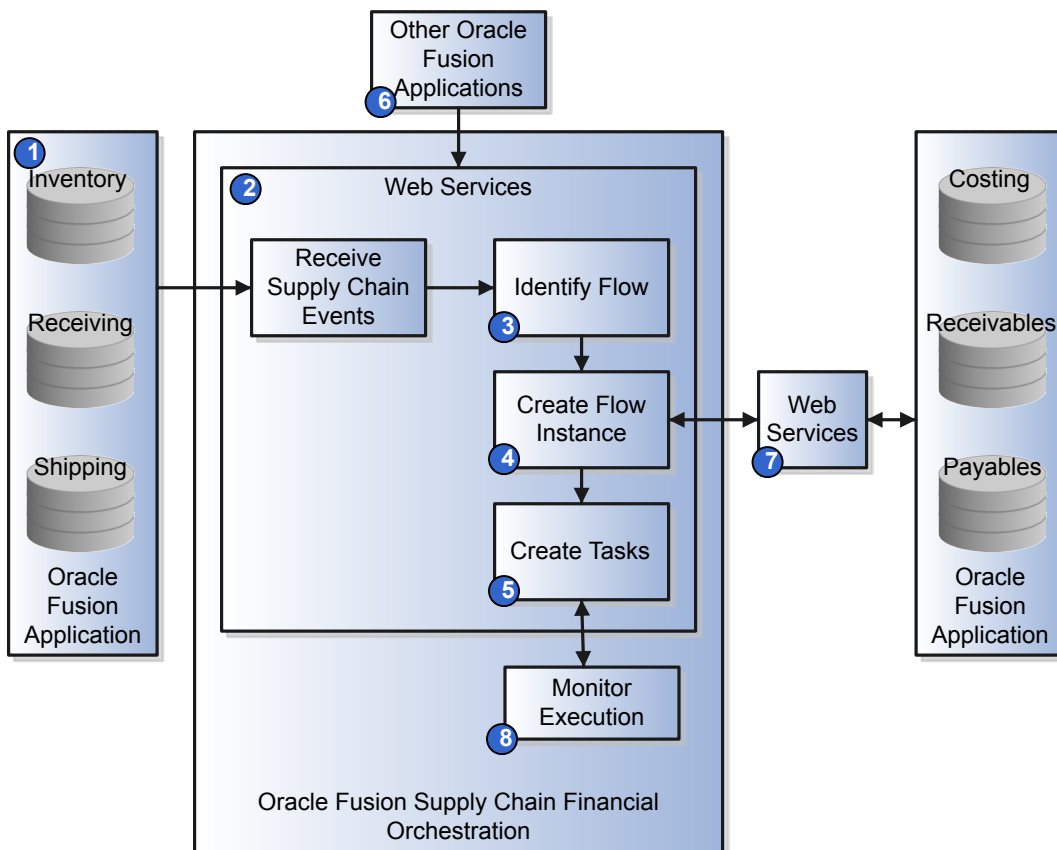 Other Oracle
Fusion
Applications
6
1
Inventory
Receiving
Shipping
Oracle
Fusion
Application
2
Web Services
Receive
Supply Chain
Events
Identify Flow
3
Create Flow
Instance
4
Create Tasks
5
Monitor
Execution
8
Oracle Fusion Supply Chain Financial
Orchestration
Web
Services
7
Costing
Receivables
Payables
Oracle
Fusion
Application